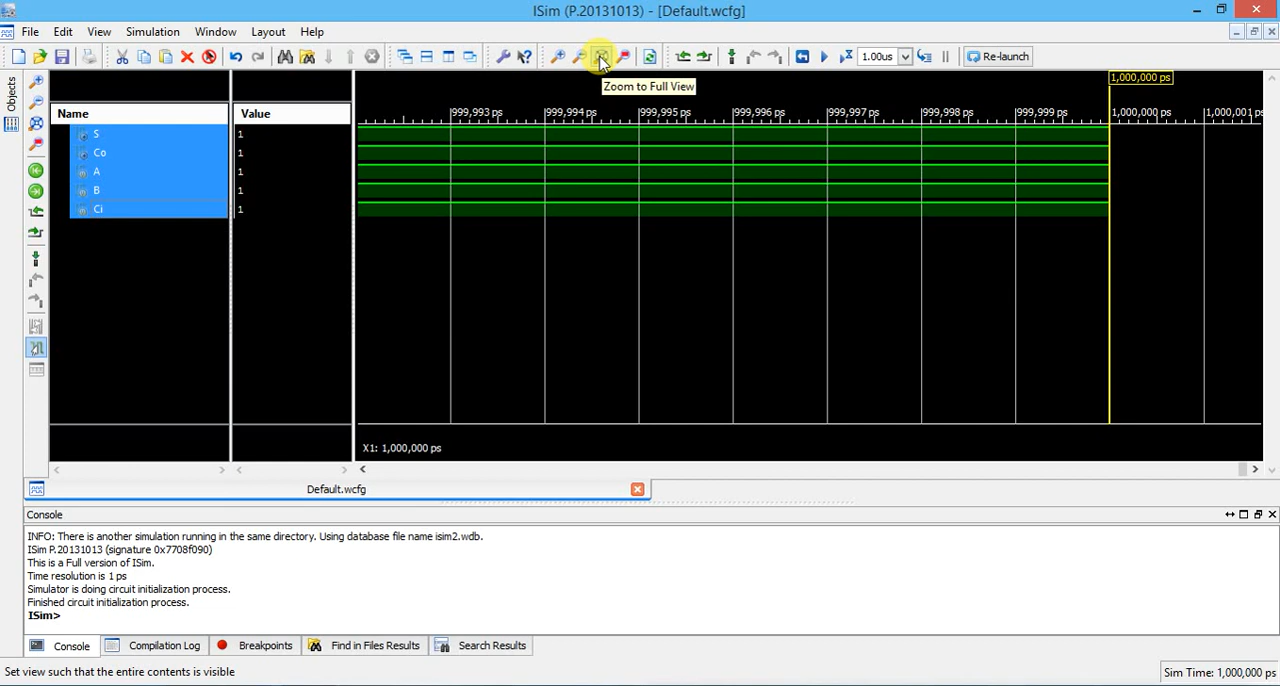 ISim (P.20131013) - [Default.wcfg]
File Edit View Simulation Window Layout Help
1.00us Re-launch
Zoom to Full View
Objects
1,000,000 ps
Name Value
999,993 ps 999,994 ps 999,995 ps 999,996 ps 999,997 ps 999,998 ps 999,999 ps 1,000,000 ps 1,000,001 ps
S 1
Co 1
A 1
B 1
Ci 1
X1: 1,000,000 ps
Default.wcfg
Console
INFO: There is another simulation running in the same directory. Using database file name isim2.wdb.
ISim P.20131013 (signature 0x7708f090)
This is a Full version of ISim.
Time resolution is 1 ps
Simulator is doing circuit initialization process.
Finished circuit initialization process.
ISim>
Console Compilation Log Breakpoints Find in Files Results Search Results
Set view such that the entire contents is visible
Sim Time: 1,000,000 ps